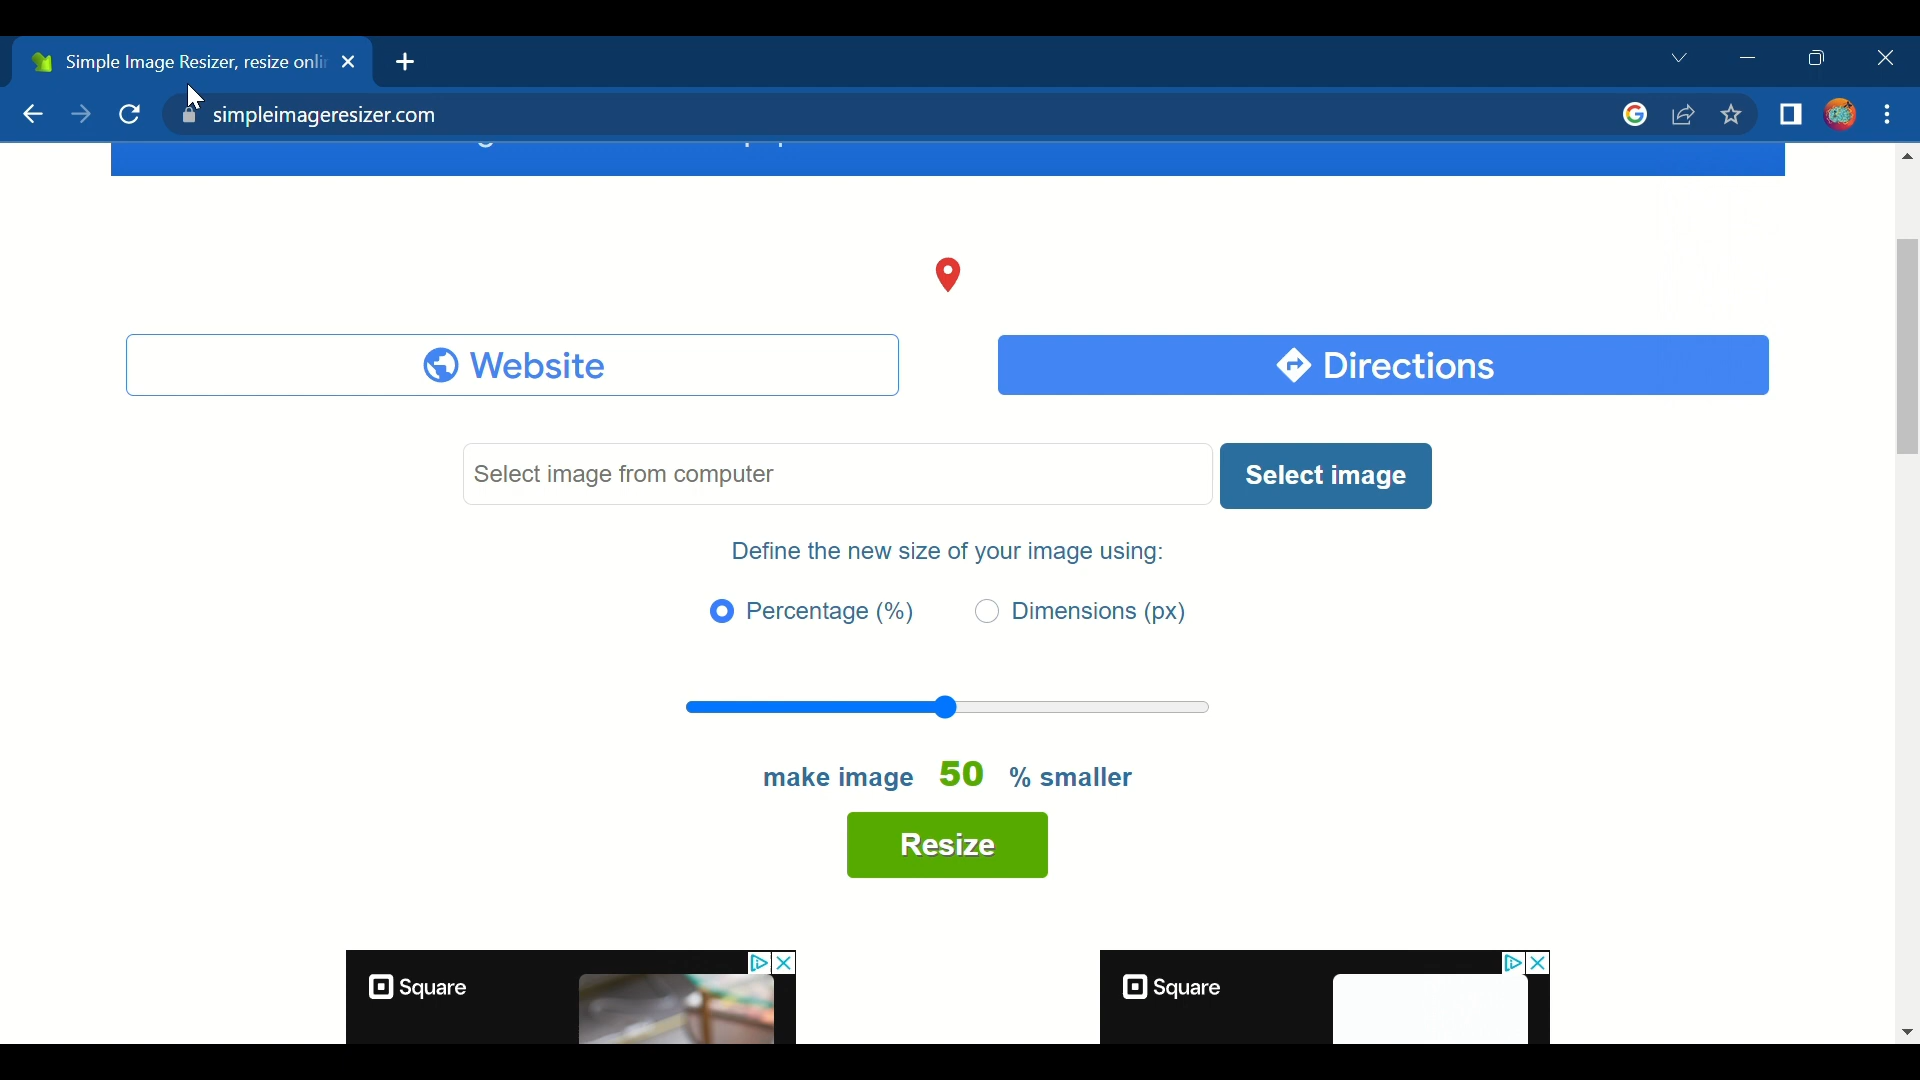 Simple Image Resizer, resize onlin
simpleimageresizer.com
Website
Directions
Select image from computer
Select image
Define the new size of your image using:
Percentage (%)
Dimensions (px)
make image 50 % smaller
Resize
Square
Square